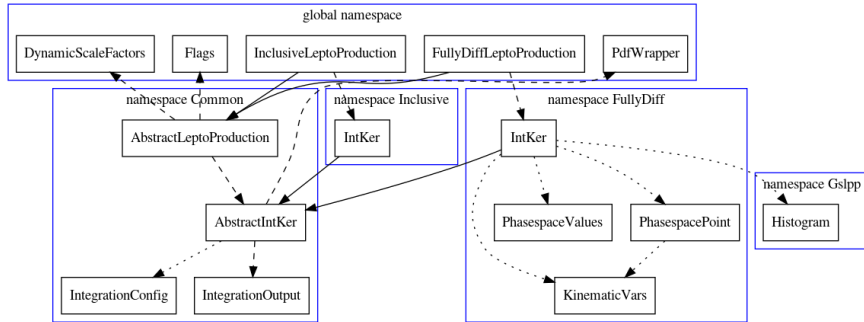 global namespace
DynamicScaleFactors
Flags
InclusiveLeptoProduction
FullyDiffLeptoProduction
PdfWrapper
namespace Common
namespace Inclusive
namespace FullyDiff
AbstractLeptoProduction
IntKer
IntKer
namespace Gslpp
AbstractIntKer
PhasespaceValues
PhasespacePoint
Histogram
IntegrationConfig
IntegrationOutput
KinematicVars